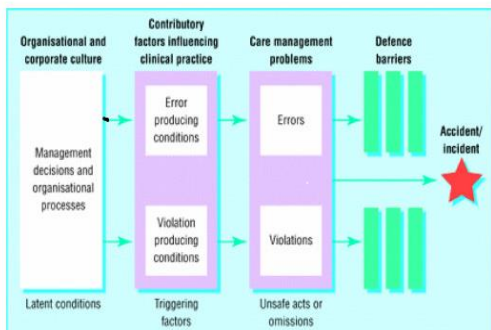 Organisational and
corporate culture
Contributory
factors influencing
clinical practice
Care management
problems
Defence
barriers
Management
decisions and
organisational
processes
Error
producing
conditions
Errors
Accident/
incident
Violation
producing
conditions
Violations
Latent conditions
Triggering
factors
Unsafe acts or
omissions